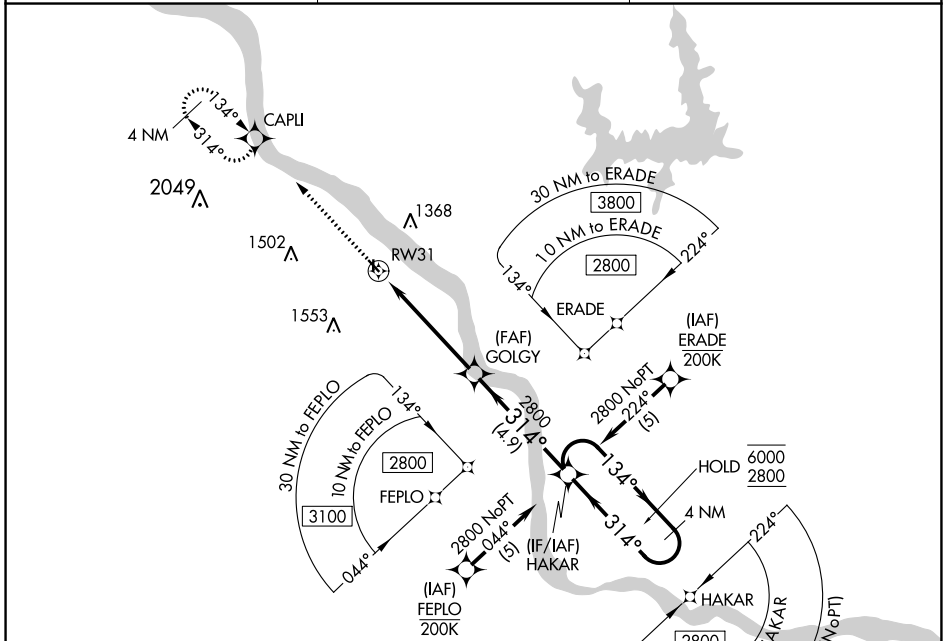 134°
CAPLI
4 NM
314°
2049
1368
1502
RW31
1553
30 NM to ERADE
3800
10 NM to ERADE
2800
134°
224°
ERADE
(FAF)
GOLGY
(IAF)
ERADE
200K
2800 NoPT
224°
(5)
30 NM to FEPLO
10 NM to FEPLO
134°
2800
FEPLO
3100
044°
2800
314°
(4.9)
134°
HOLD
6000
2800
4 NM
314°
(IF/IAF)
HAKAR
2800 NoPT
044°
(5)
(IAF)
FEPLO
200K
224°
HAKAR
HAKAR
NoPT)
2800